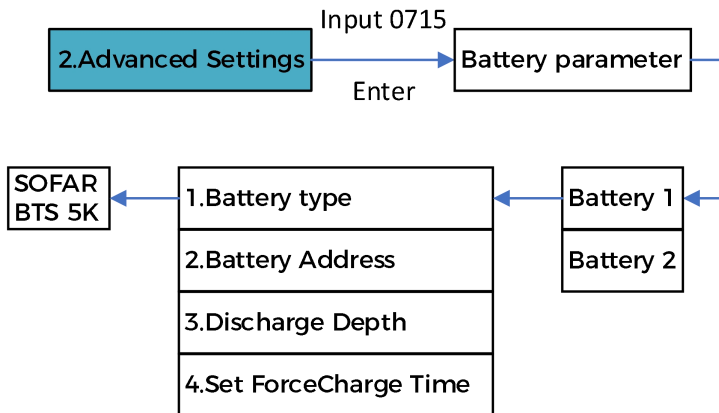 Input 0715
2.Advanced Settings
Battery parameter
Enter
SOFAR
BTS 5K
1.Battery type
Battery 1
2.Battery Address
Battery 2
3.Discharge Depth
4.Set ForceCharge Time